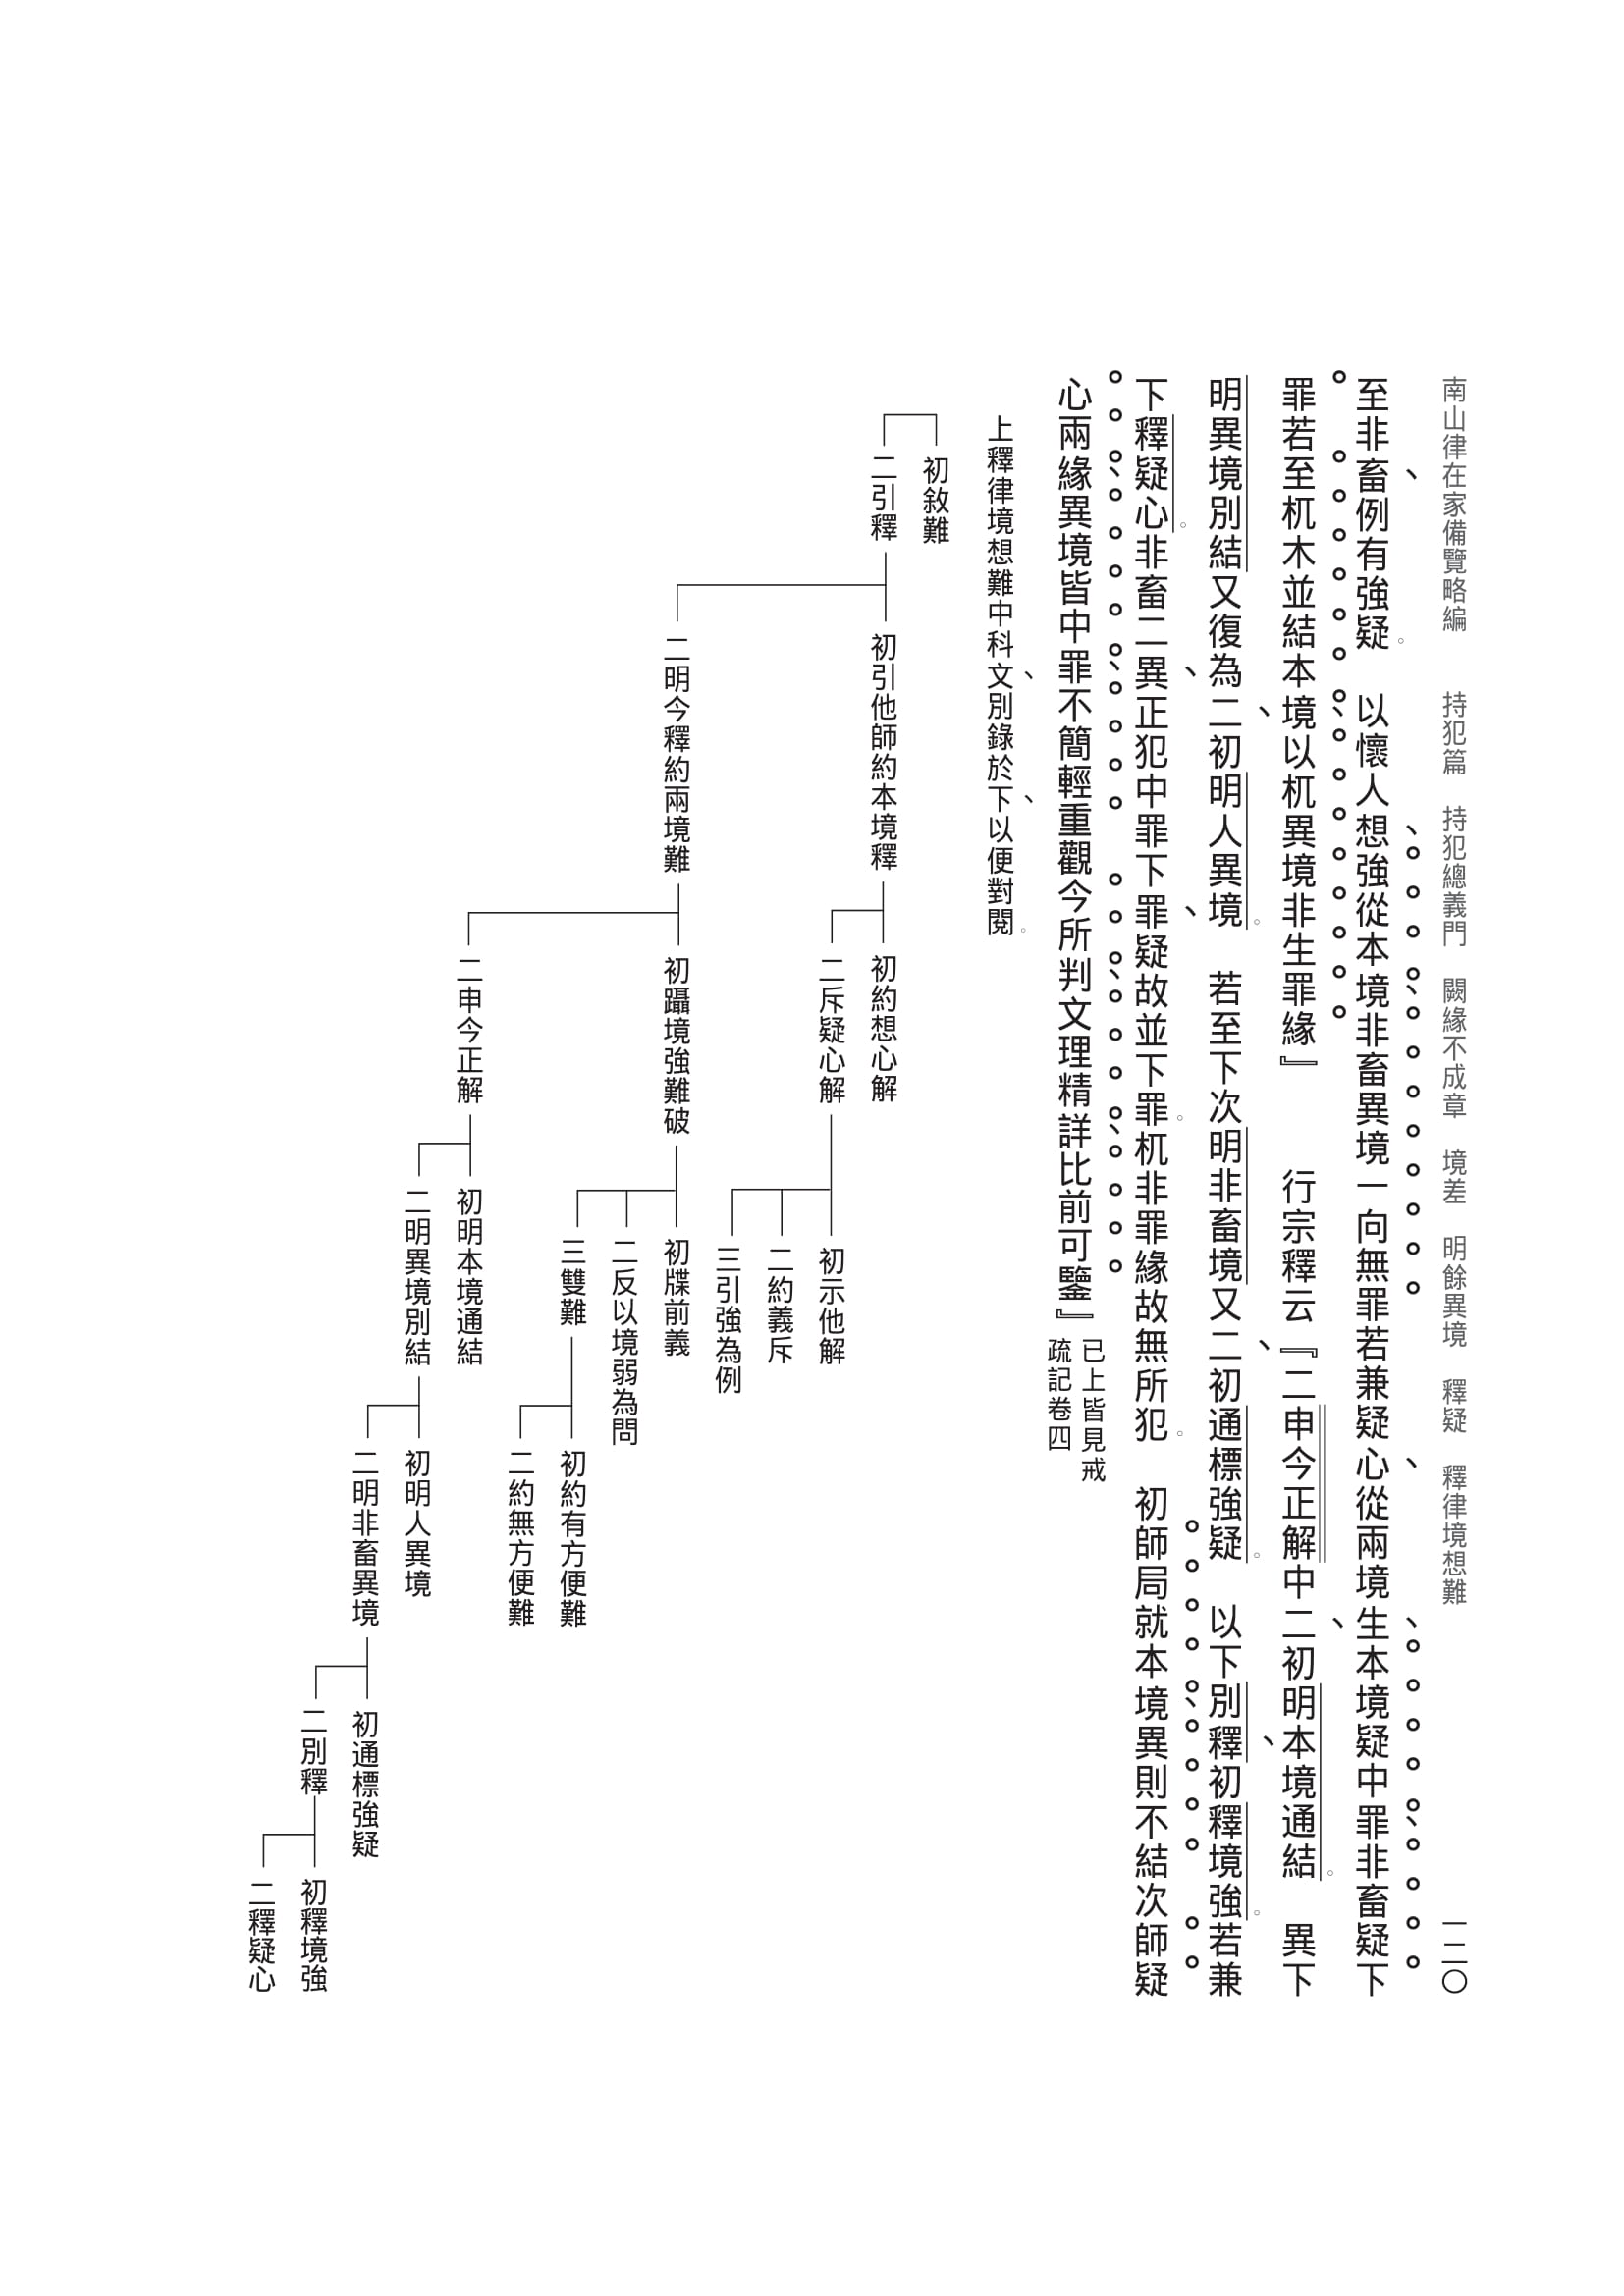 南山律在家備覽略編　　持犯篇　持犯總義門　闕緣不成章　境差　明餘異境　釋疑　釋律境想難　一二〇
至非畜、例有強疑。　以懷人想、強從本境非畜異境一向無罪若兼疑心、從兩境生、本境疑中罪非畜疑下
罪若至杌木並結本境、以杌異境非生罪緣』　　行宗釋云『二申今正解中二、初明本境通結。　異下
明異境別結又復為二、初明人異境。　若至下次明非畜境又二、初通標強疑。　以下別釋、初釋境強。若兼
下釋疑心。非畜二異、正犯中罪下罪、疑故並下罪。杌非罪緣故無所犯。　初師局就本境異則不結次師疑
心兩緣異境皆中罪不簡輕重觀今所判文理精詳比前可鑒』已上皆見戒
疏記卷四
上釋律境想難中科文、別錄於下、以便對閱。
初敘難
二引釋
初引他師約本境釋
初約想心解
二斥疑心解
初示他解
二約義斥
三引強為例
二明今釋約兩境難
初躡境強難破
初牒前義
二反以境弱為問
三雙難
初約有方便難
二約無方便難
二申今正解
初明本境通結
二明異境別結
初明人異境
二明非畜異境
初通標強疑
二別釋
初釋境強
二釋疑心